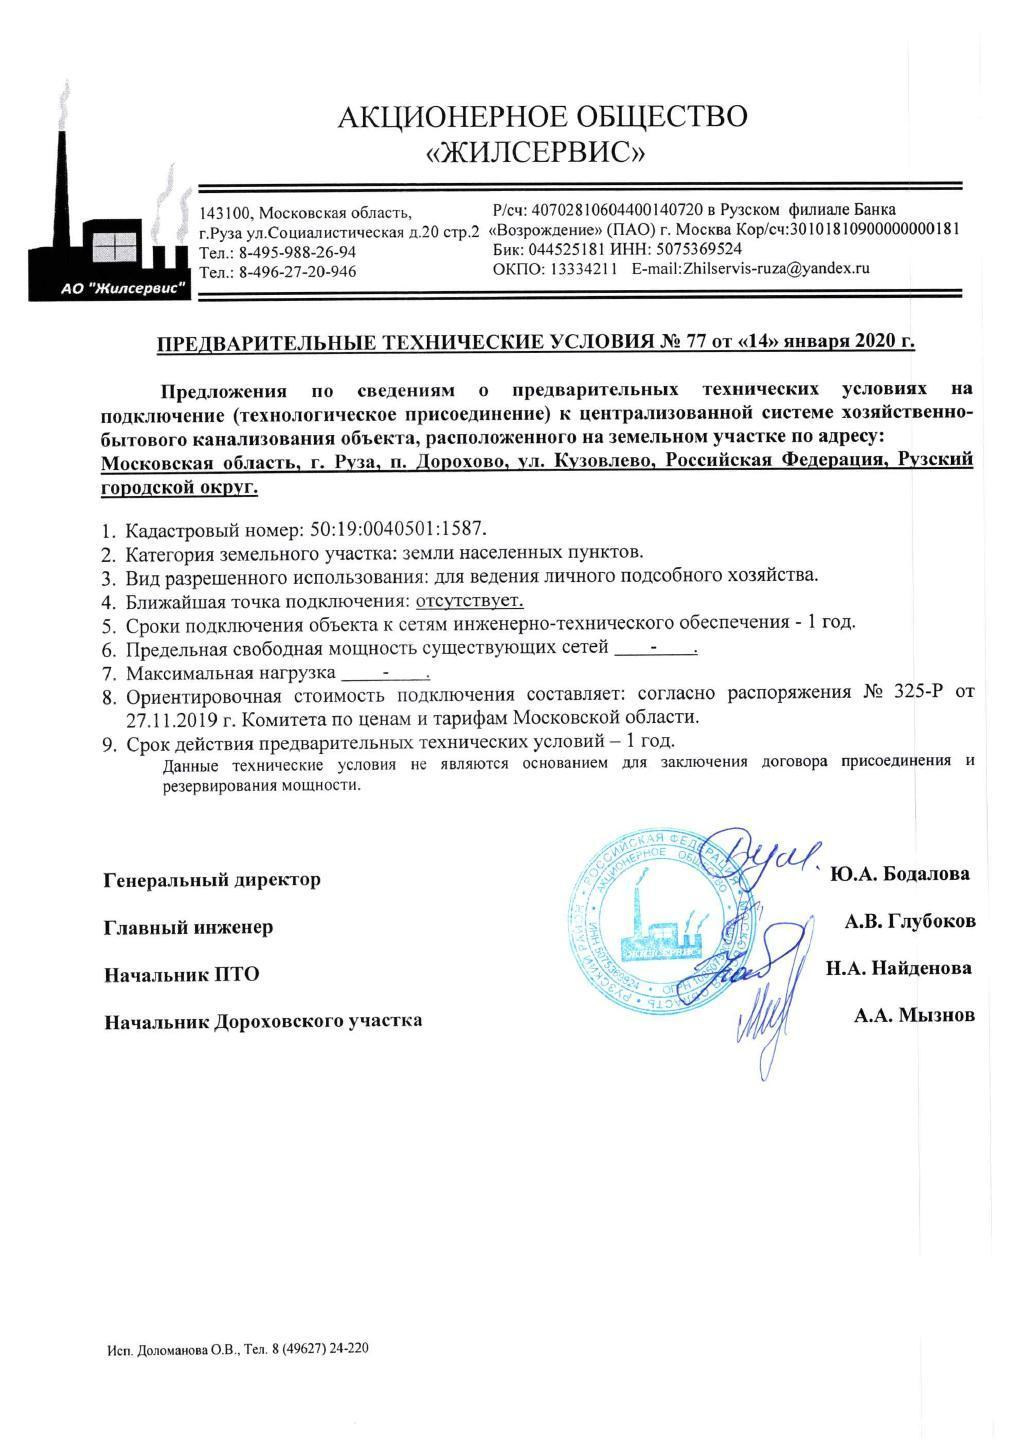 АКЦИОНЕРНОЕ ОБЩЕСТВО
«ЖИЛСЕРВИС»
АО "Жилсервис"
143100, Московская область,
г.Руза ул.Социалистическая д.20 стр.2
Тел.: 8-495-988-26-94
Тел.: 8-496-27-20-946
Р/сч: 40702810604400140720 в Рузском филиале Банка
«Возрождение» (ПАО) г. Москва Кор/сч:30101810900000000181
Бик: 044525181 ИНН: 5075369524
ОКПО: 13334211 E-mail:Zhilservis-ruza@yandex.ru
ПРЕДВАРИТЕЛЬНЫЕ ТЕХНИЧЕСКИЕ УСЛОВИЯ № 77 от «14» января 2020 г.
Предложения по сведениям о предварительных технических условиях на
подключение (технологическое присоединение) к централизованной системе хозяйственно-
бытового канализования объекта, расположенного на земельном участке по адресу:
Московская область, г. Руза, п. Дорохово, ул. Кузовлево, Российская Федерация, Рузский
городской округ.
1. Кадастровый номер: 50:19:0040501:1587.
2. Категория земельного участка: земли населенных пунктов.
3. Вид разрешенного использования: для ведения личного подсобного хозяйства.
4. Ближайшая точка подключения: отсутствует.
5. Сроки подключения объекта к сетям инженерно-технического обеспечения - 1 год.
6. Предельная свободная мощность существующих сетей ____-____.
7. Максимальная нагрузка _____-____.
8. Ориентировочная стоимость подключения составляет: согласно распоряжения № 325-Р от
27.11.2019 г. Комитета по ценам и тарифам Московской области.
9. Срок действия предварительных технических условий – 1 год.
Данные технические условия не являются основанием для заключения договора присоединения и
резервирования мощности.
Генеральный директор Ю.А. Бодалова
Главный инженер А.В. Глубоков
Начальник ПТО Н.А. Найденова
Начальник Дороховского участка А.А. Мызнов
РОССИЙСКАЯ ФЕДЕРАЦИЯ
РУЗСКИЙ РАЙОН
АКЦИОНЕРНОЕ ОБЩЕСТВО
Исп. Доломанова О.В., Тел. 8 (49627) 24-220